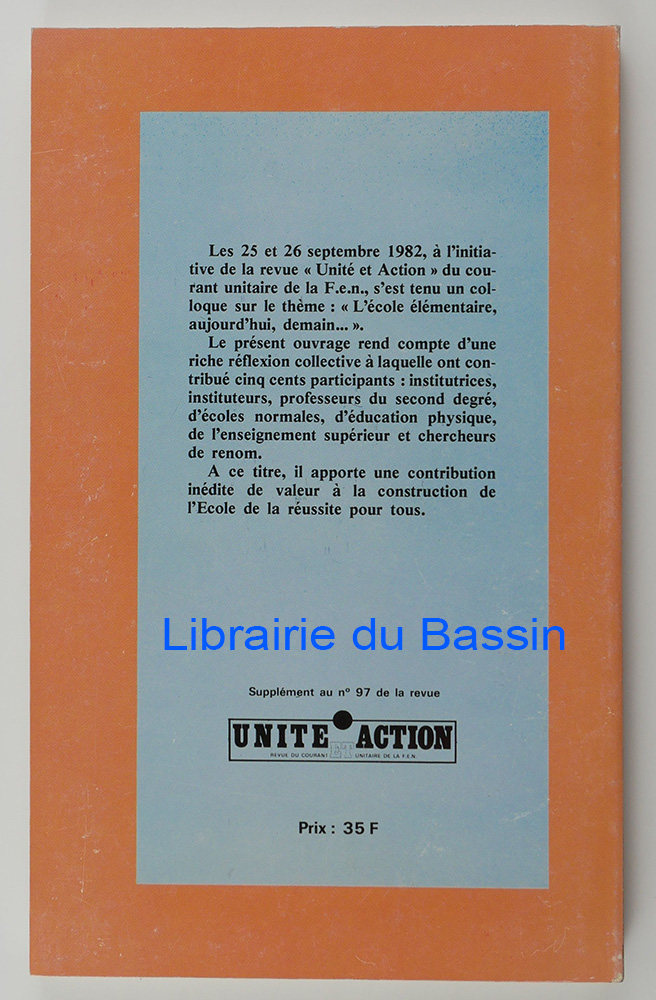 Les 25 et 26 septembre 1982, à l'initia-
tive de la revue « Unité et Action » du cou-
rant unitaire de la F.e.n., s'est tenu un col-
loque sur le thème : « L'école élémentaire,
aujourd'hui, demain... ».
Le présent ouvrage rend compte d'une
riche réflexion collective à laquelle ont con-
tribué cinq cents participants : institutrices,
instituteurs, professeurs du second degré,
d'écoles normales, d'éducation physique,
de l'enseignement supérieur et chercheurs
de renom.
A ce titre, il apporte une contribution
inédite de valeur à la construction de
l'Ecole de la réussite pour tous.
Librairie du Bassin
Supplément au n° 97 de la revue
UNITE ET ACTION
REVUE DU COURANT UNITAIRE DE LA F.E.N.
Prix : 35 F